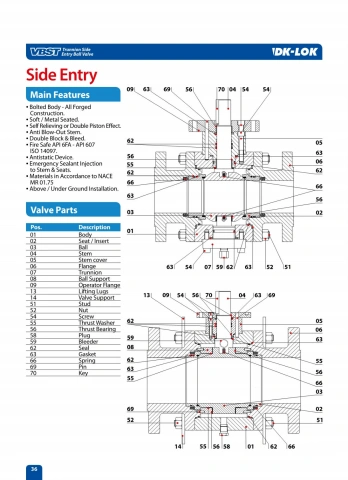 VBST Trunnion Side
Entry Ball Valve
DK-LOK
Side Entry
Main Features
• Bolted Body - All Forged
Construction.
• Soft / Metal Seated.
• Self Relieving or Double Piston Effect.
• Anti Blow-Out Stem.
• Double Block & Bleed.
• Fire Safe API 6FA - API 607
ISO 14097.
• Antistatic Device.
• Emergency Sealant Injection
to Stem & Seats.
• Materials in Accordance to NACE
MR 01.75
• Above / Under Ground Installation.
Valve Parts
Pos. Description
01 Body
02 Seat / Insert
03 Ball
04 Stem
05 Stem cover
06 Flange
07 Trunnion
08 Ball Support
09 Operator Flange
13 Lifting Lugs
14 Valve Support
51 Stud
52 Nut
54 Screw
55 Thrust Washer
56 Thrust Bearing
58 Plug
59 Bleeder
62 Seal
63 Gasket
66 Spring
69 Pin
70 Key
09 63 69 56 70 04 54 54
62
56
55
62
66
63
03
01
05
63
06
62
66
56
02
63 54 07 59 62 63 52 51
13 09 54 56 70 04 63 69
62
59
08
62
63
55
69
52
05
06
63
55
56
66
03
02
51
14 55 56 58 01 62 66
36